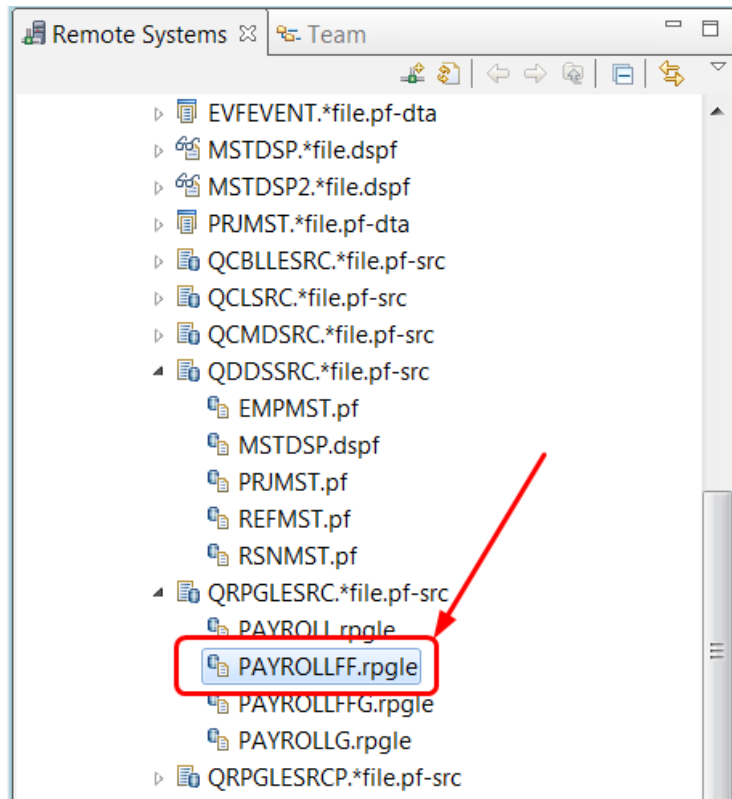 Remote Systems Team
EVFEVENT.*file.pf-dta
MSTDSP.*file.dspf
MSTDSP2.*file.dspf
PRJMST.*file.pf-dta
QCBLLESRC.*file.pf-src
QCLSRC.*file.pf-src
QCMDSRC.*file.pf-src
QDDSSRC.*file.pf-src
EMPMST.pf
MSTDSP.dspf
PRJMST.pf
REFMST.pf
RSNMST.pf
QRPGLESRC.*file.pf-src
PAYROLL.rpgle
PAYROLLFF.rpgle
PAYROLLFFG.rpgle
PAYROLLG.rpgle
QRPGLESRCP.*file.pf-src